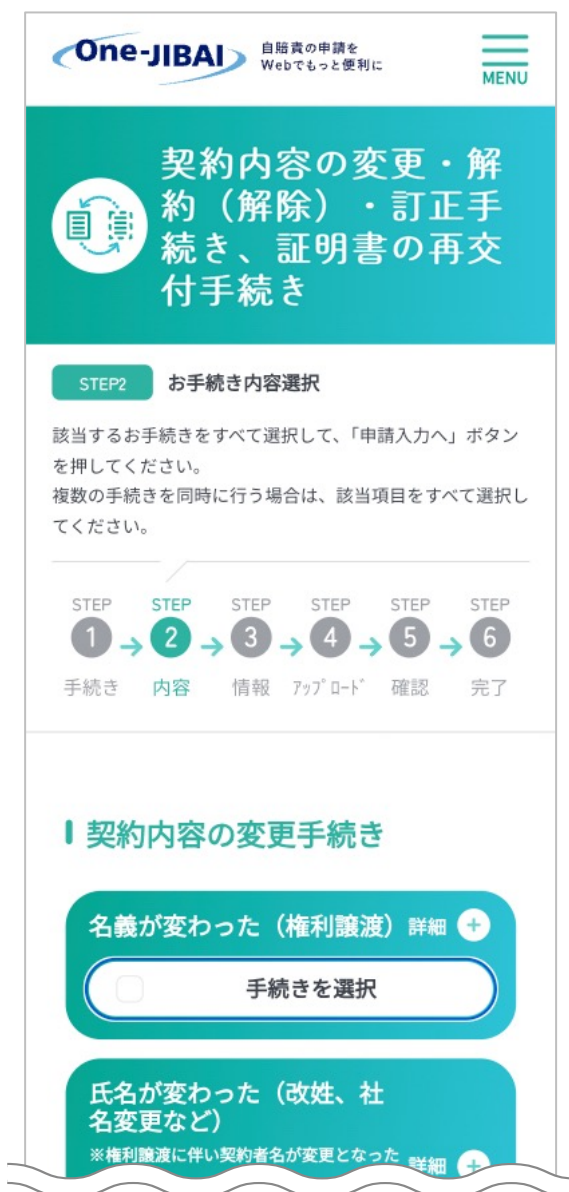 One-JIBAI
自賠責の申請を
Webでもっと便利に
MENU
契約内容の変更・解
約（解除）・訂正手
続き、証明書の再交
付手続き
STEP2 お手続き内容選択
該当するお手続きをすべて選択して、「申請入力へ」ボタン
を押してください。
複数の手続きを同時に行う場合は、該当項目をすべて選択し
てください。
STEP STEP STEP STEP STEP STEP
1 → 2 → 3 → 4 → 5 → 6
手続き 内容 情報 ｱｯﾌﾟﾛｰﾄﾞ 確認 完了
契約内容の変更手続き
名義が変わった（権利譲渡） 詳細 +
手続きを選択
氏名が変わった（改姓、社
名変更など）
※権利譲渡に伴い契約者名が変更となった 詳細 +